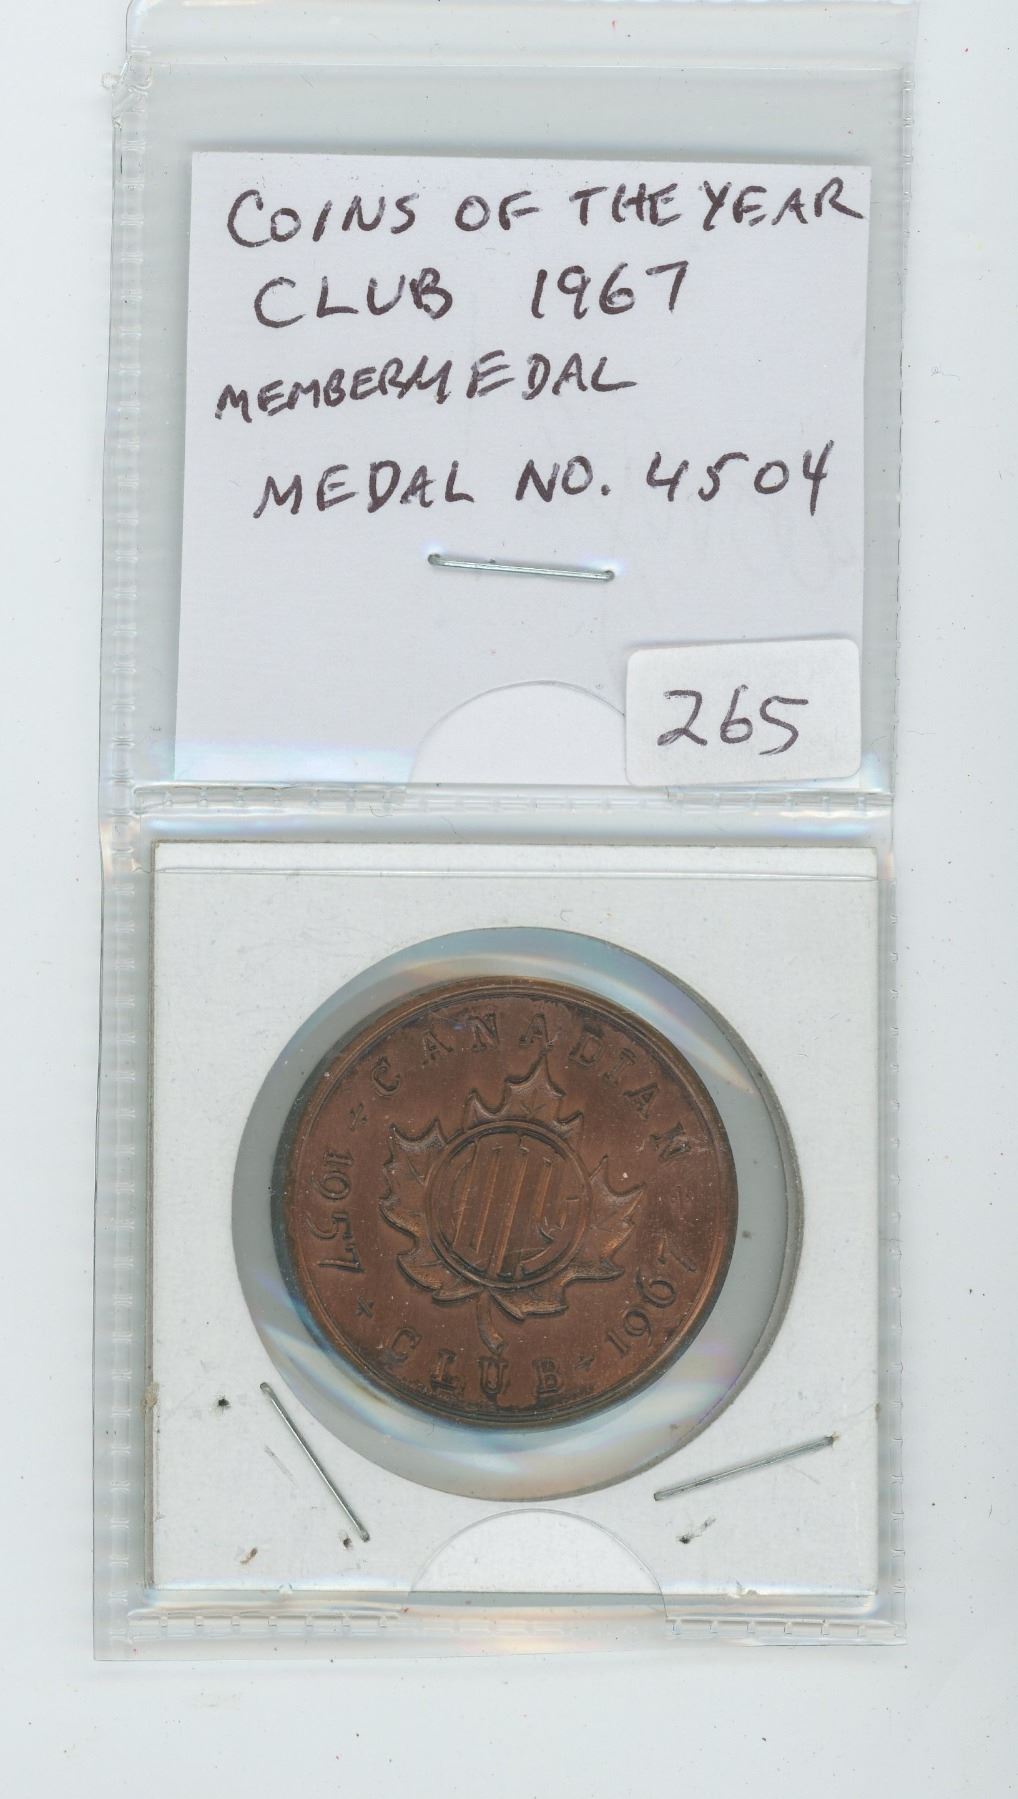 COINS OF THE YEAR
CLUB 1967
MEMBERMEDAL
MEDAL NO. 4504
265
CANADIAN
1957
1967
CLUB